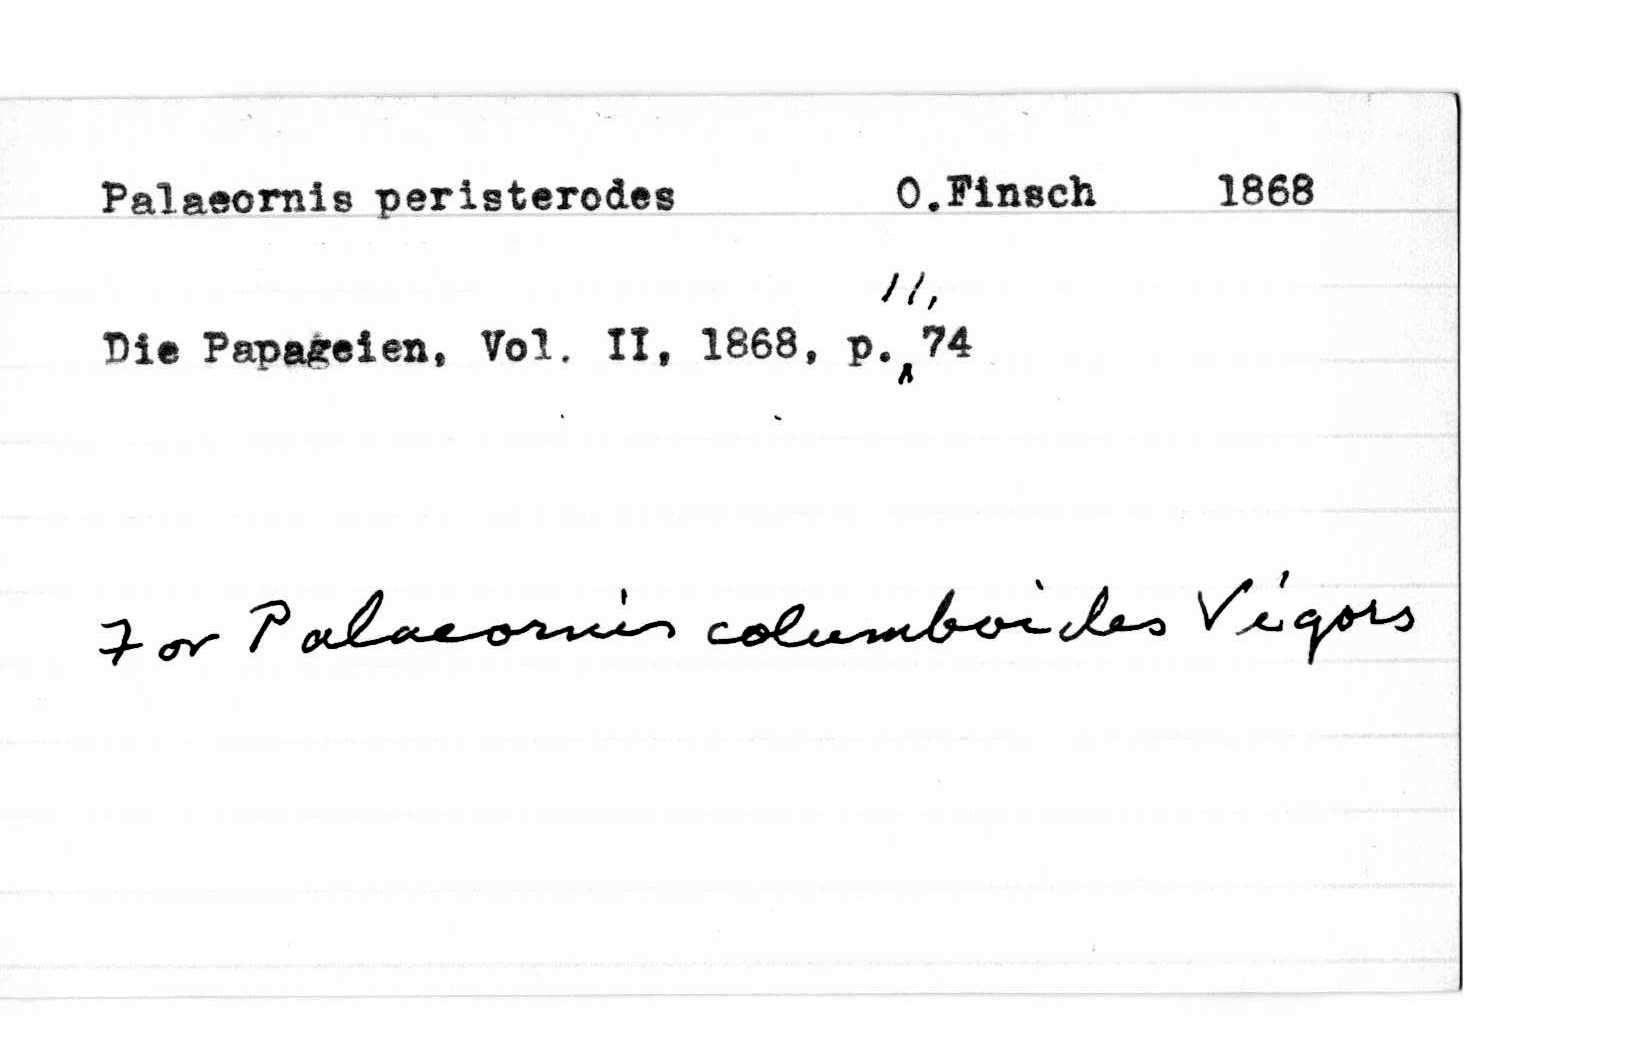 Palaeornis peristerodes O.Finsch 1868
Die Papageien, Vol. II, 1868, p. 11, 74
For Palaeornis columboides Vigors